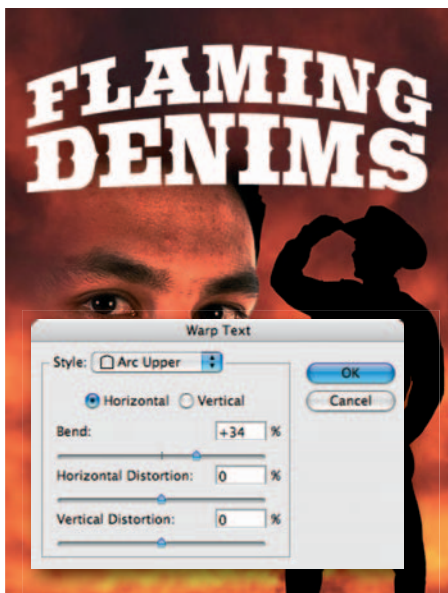 FLAMING
DENIMS
Warp Text
Style: Arc Upper
OK
Horizontal Vertical
Cancel
Bend: +34 %
Horizontal Distortion: 0 %
Vertical Distortion: 0 %